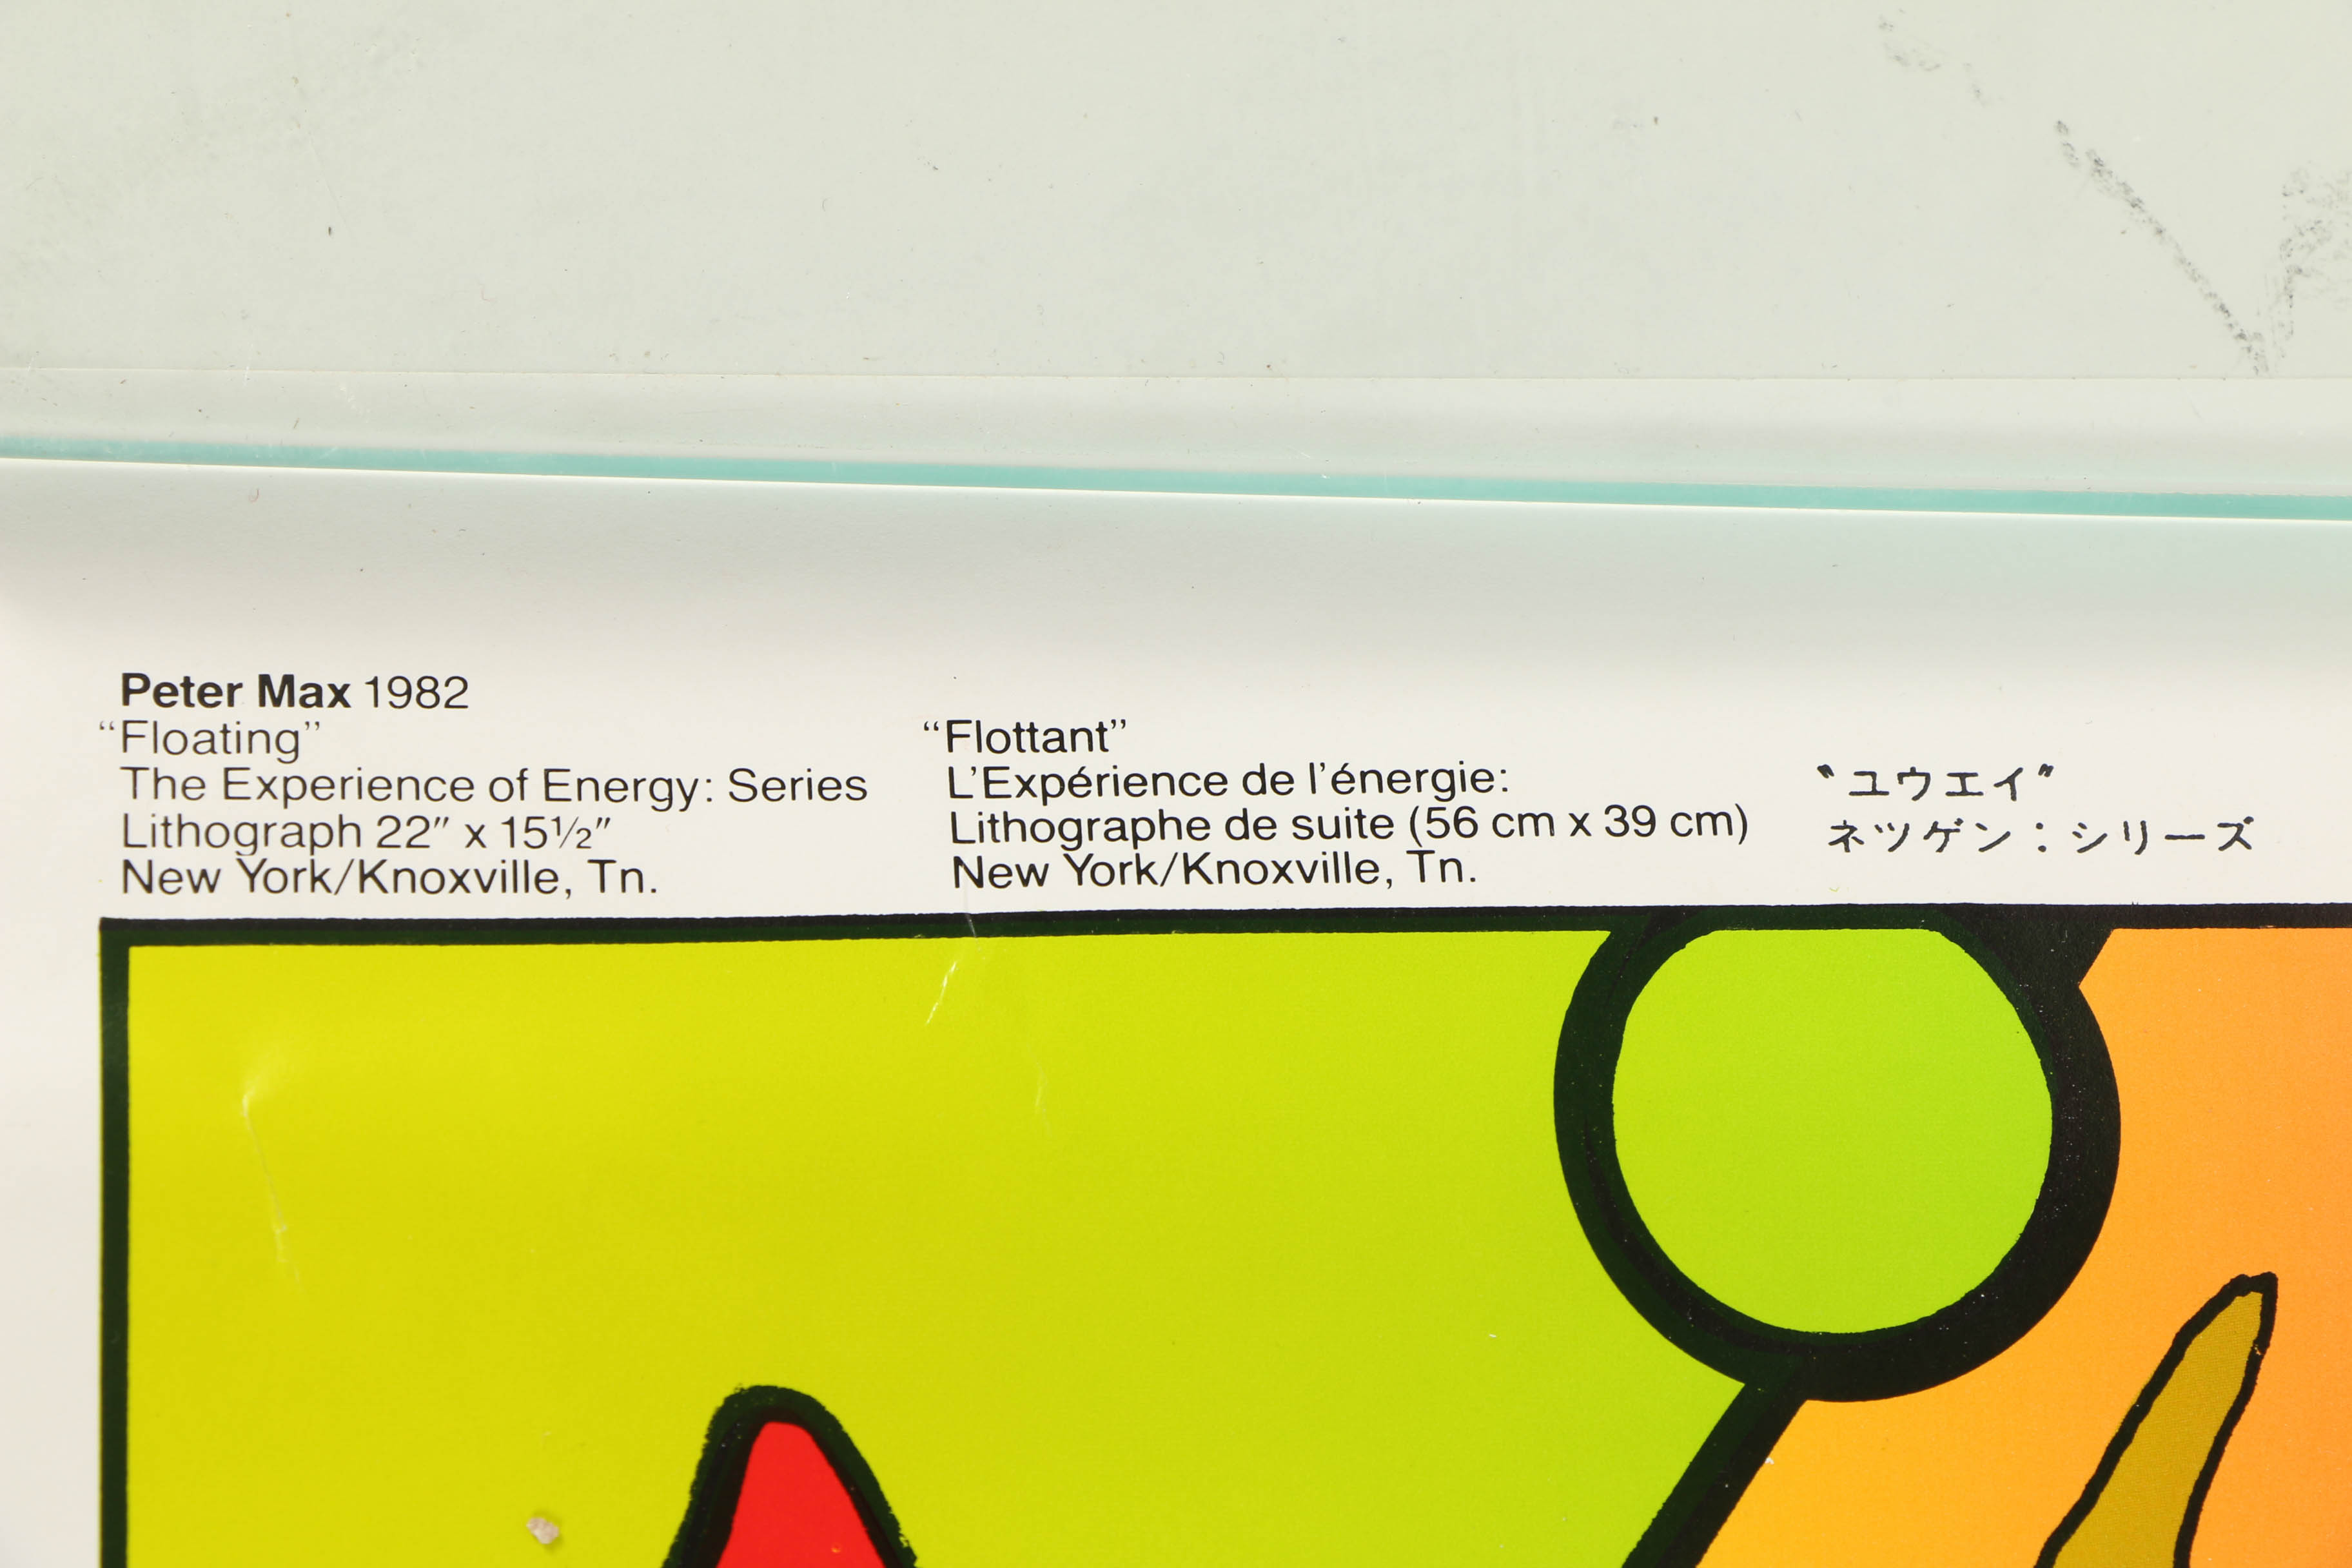 Peter Max 1982
“Floating”
The Experience of Energy: Series
Lithograph 22″ x 15½″
New York/Knoxville, Tn.
“Flottant”
L’Expérience de l’énergie:
Lithographe de suite (56 cm x 39 cm)
New York/Knoxville, Tn.
〝ユウエイ〞
ネツゲン：シリーズ